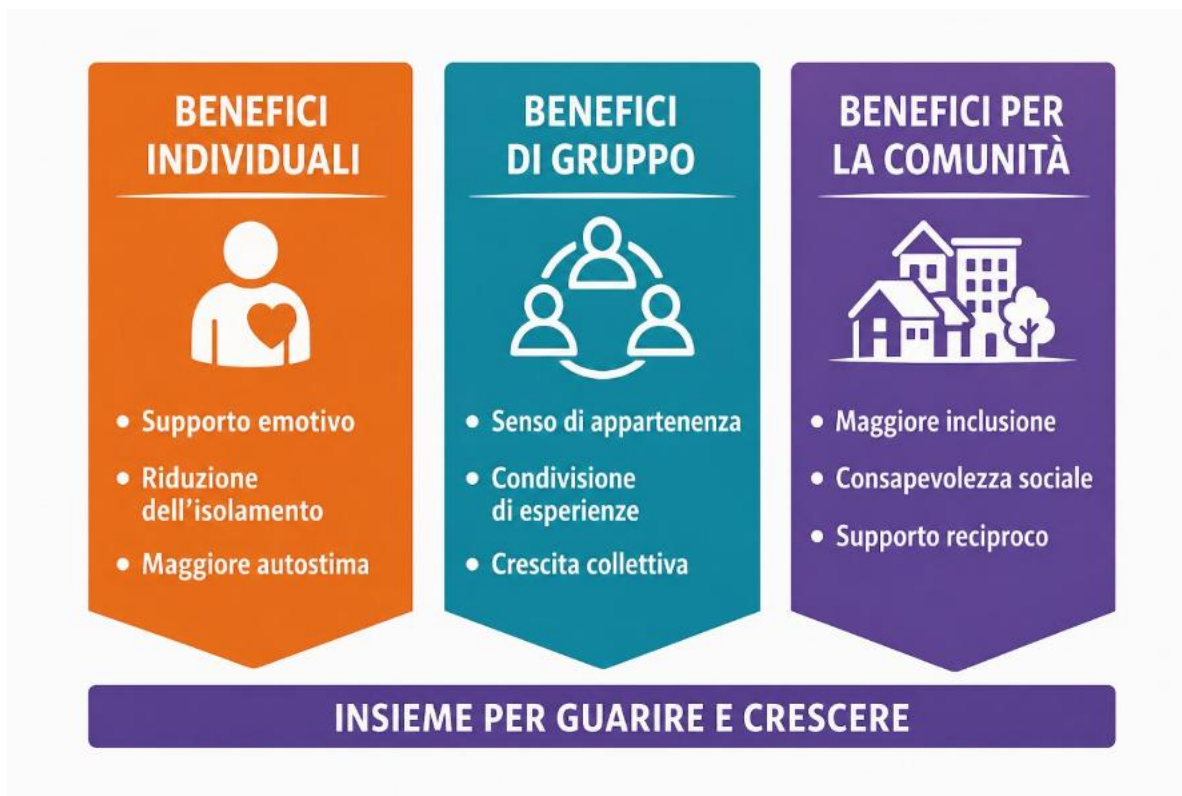 BENEFICI
INDIVIDUALI
• Supporto emotivo
• Riduzione
dell'isolamento
• Maggiore autostima
BENEFICI
DI GRUPPO
• Senso di appartenenza
• Condivisione
di esperienze
• Crescita collettiva
BENEFICI PER
LA COMUNITÀ
• Maggiore inclusione
• Consapevolezza sociale
• Supporto reciproco
INSIEME PER GUARIRE E CRESCERE